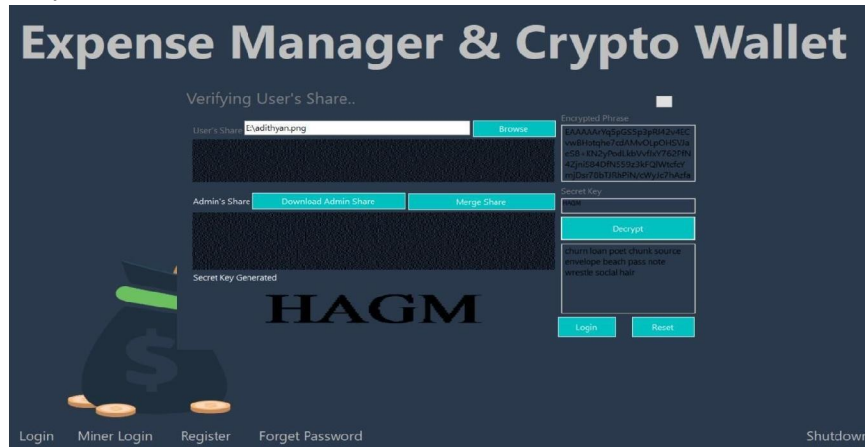 Expense Manager & Crypto Wallet
Verifying User's Share..
User's Share E:\adithyan.png Browse
Admin's Share Download Admin Share Merge Share
Secret Key Generated
HAGM
Encrypted Phrase
Secret Key
Decrypt
churn loan poet chunk source
envelope beach pass note
wrestle social hair
Login Reset
Login Miner Login Register Forget Password Shutdown